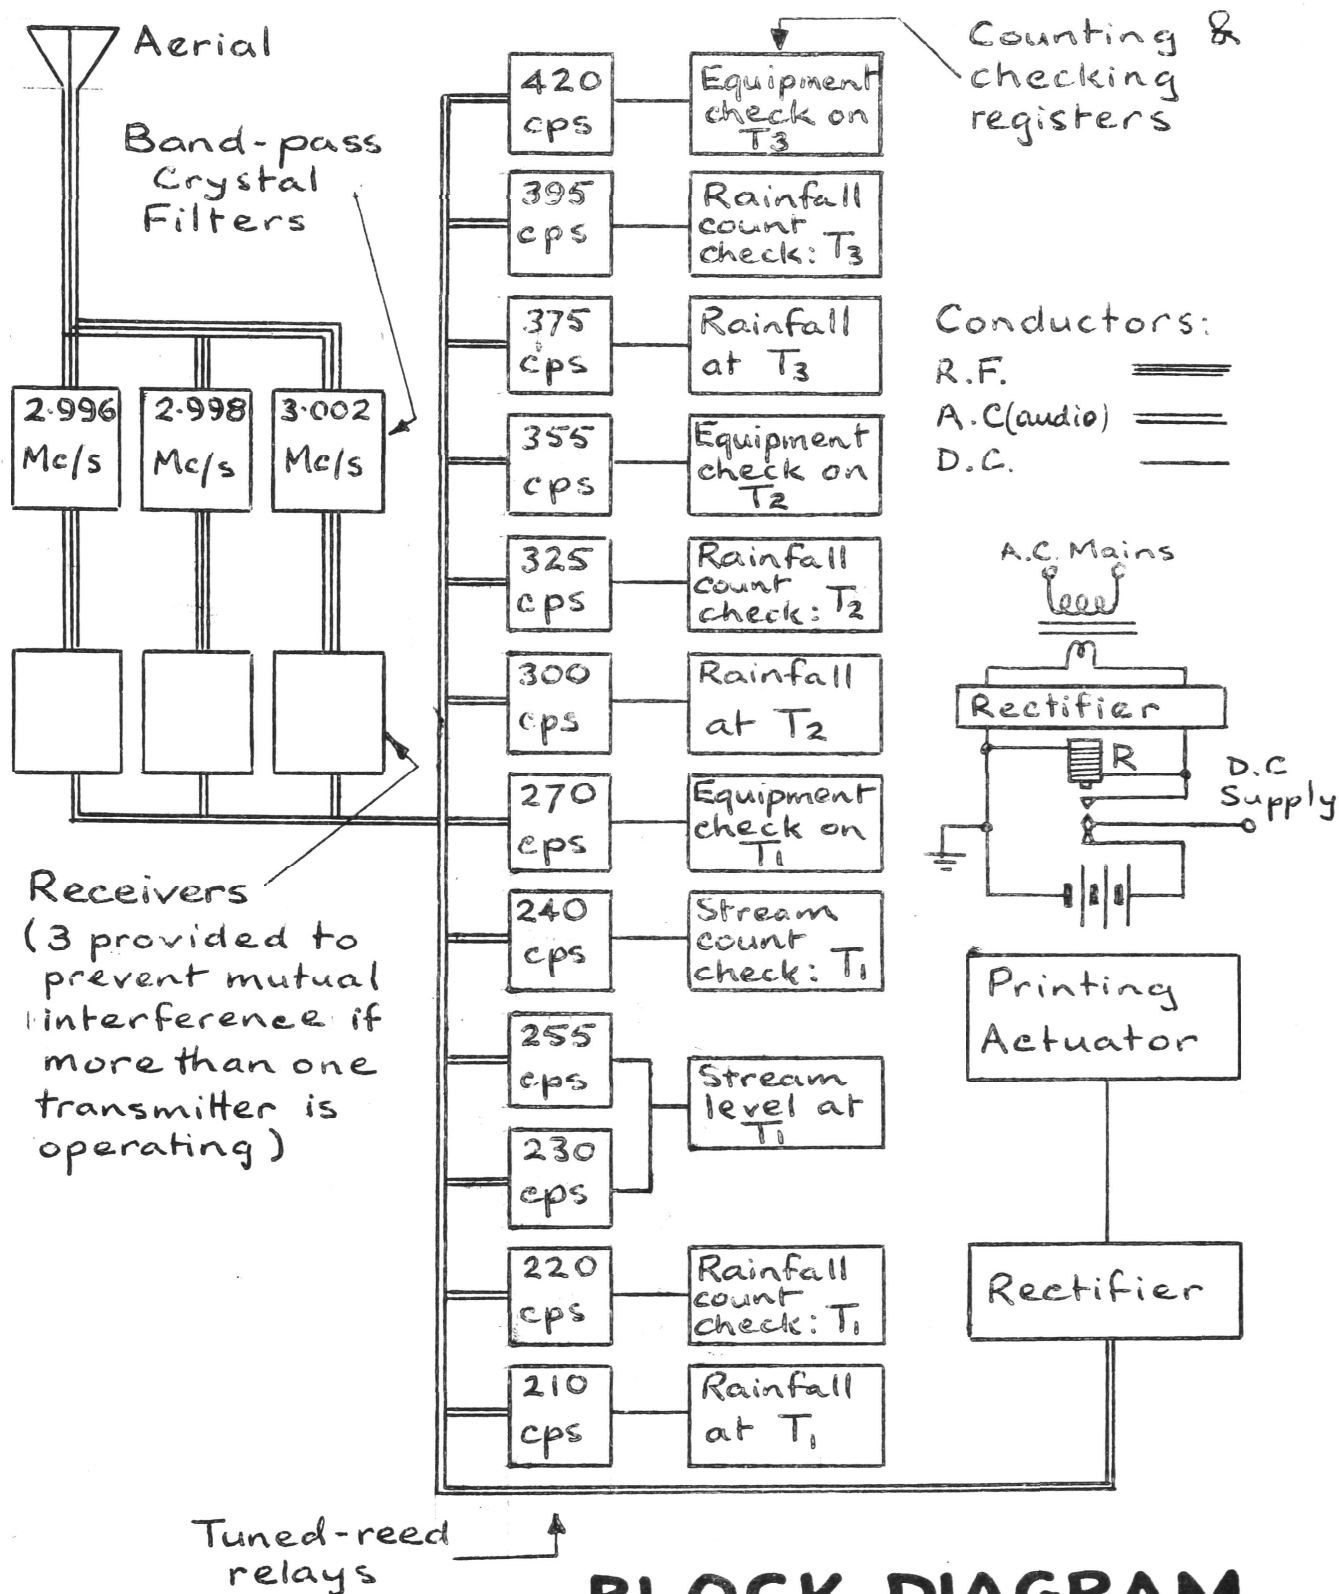 Aerial
Band-pass
Crystal
Filters
2.996
Mc/s
2.998
Mc/s
3.002
Mc/s
Receivers
(3 provided to
prevent mutual
interference if
more than one
transmitter is
operating)
420
cps
Equipment
check on
T3
395
cps
Rainfall
count
check: T3
375
cps
Rainfall
at T3
355
cps
Equipment
check on
T2
325
cps
Rainfall
count
check: T2
300
cps
Rainfall
at T2
270
cps
Equipment
check on
T1
240
cps
Stream
count
check: T1
255
cps
230
cps
Stream
level at
T1
220
cps
Rainfall
count
check: T1
210
cps
Rainfall
at T1
Tuned-reed
relays
Counting &
checking
registers
Conductors:
R.F.
A.C(audio)
D.C.
A.C. Mains
Rectifier
R
D.C
Supply
Printing
Actuator
Rectifier
BLOCK DIAGRAM